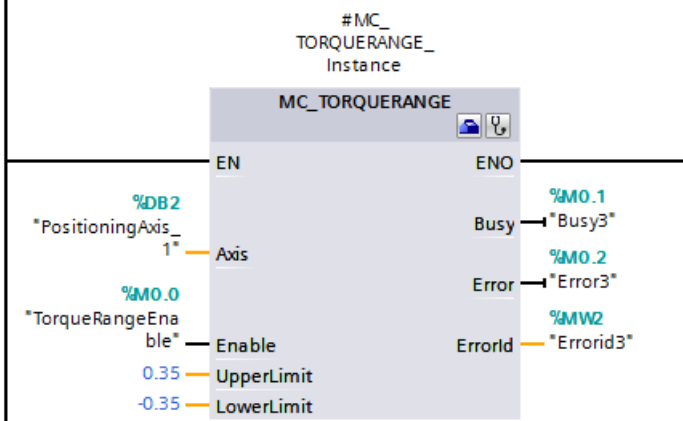 #MC_
TORQUERANGE_
Instance
MC_TORQUERANGE
EN
ENO
%DB2
"PositioningAxis_
1"
Axis
%M0.1
Busy
"Busy3"
%M0.2
Error
"Error3"
%M0.0
"TorqueRangeEna
ble"
Enable
%MW2
ErrorId
"Errorid3"
0.35
UpperLimit
-0.35
LowerLimit